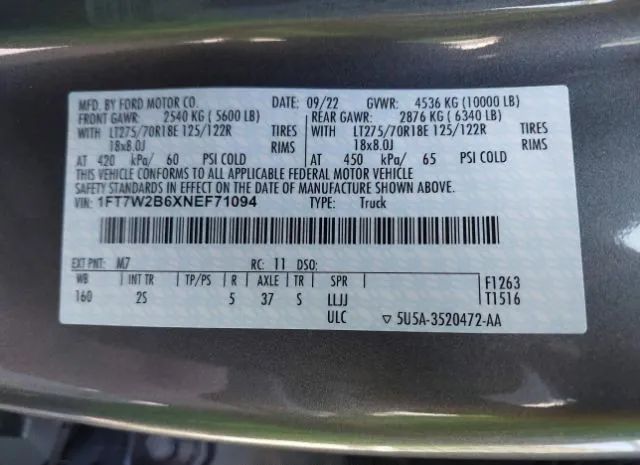 MFD. BY FORD MOTOR CO. DATE: 09/22 GVWR: 4536 KG (10000 LB)
FRONT GAWR: 2540 KG ( 5600 LB) REAR GAWR: 2876 KG ( 6340 LB)
WITH LT275/70R18E 125/122R TIRES WITH LT275/70R18E 125/122R TIRES
18x8.0J RIMS 18x8.0J RIMS
AT 420 kPa/ 60 PSI COLD AT 450 kPa/ 65 PSI COLD
THIS VEHICLE CONFORMS TO ALL APPLICABLE FEDERAL MOTOR VEHICLE
SAFETY STANDARDS IN EFFECT ON THE DATE OF MANUFACTURE SHOWN ABOVE.
VIN: 1FT7W2B6XNEF71094 TYPE: Truck
EXT PNT: M7 RC: 11 DSO:
WB INT TR TP/PS R AXLE TR SPR F1263
160 2S 5 37 S LLJJ T1516
ULC ▽ 5U5A-3520472-AA